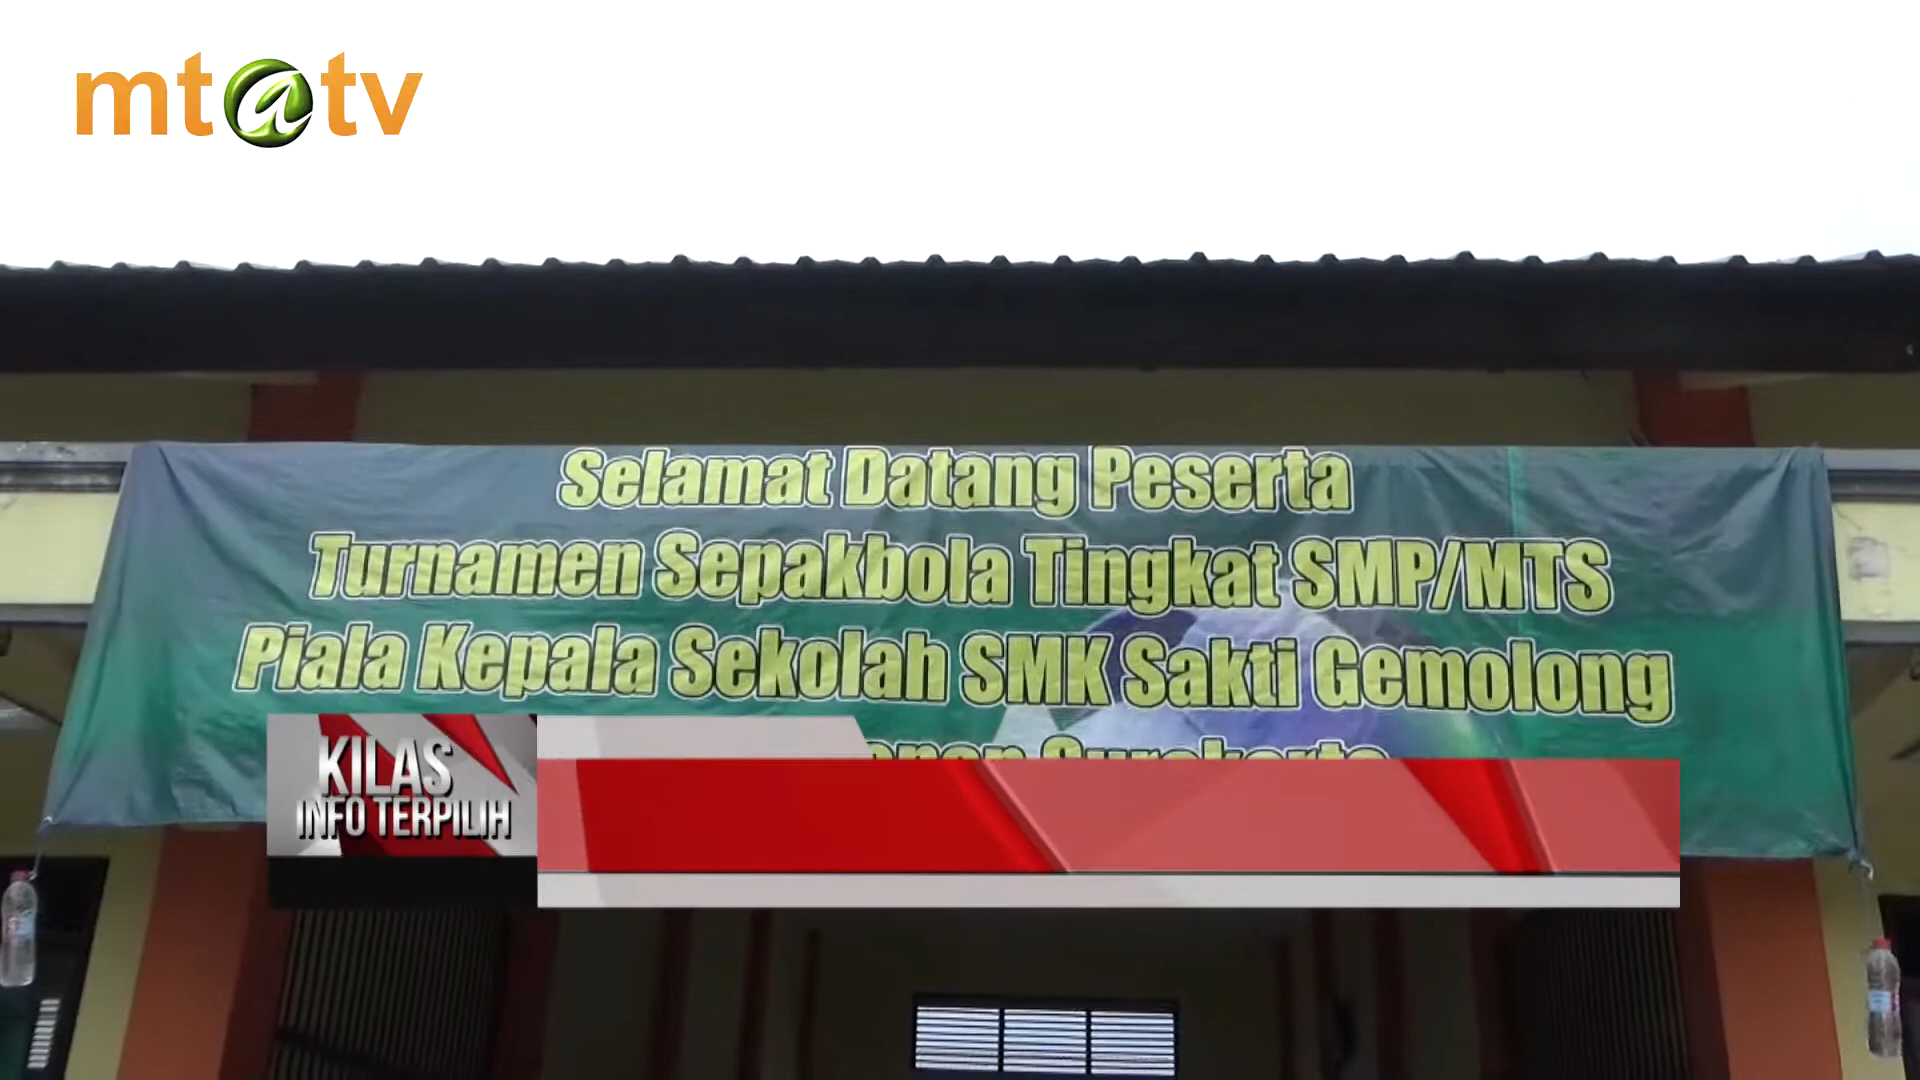 mt@tv
Selamat Datang Peserta
Turnamen Sepakbola Tingkat SMP/MTS
Piala Kepala Sekolah SMK Sakti Gemolong
Surakarta
KILAS
INFO TERPILIH